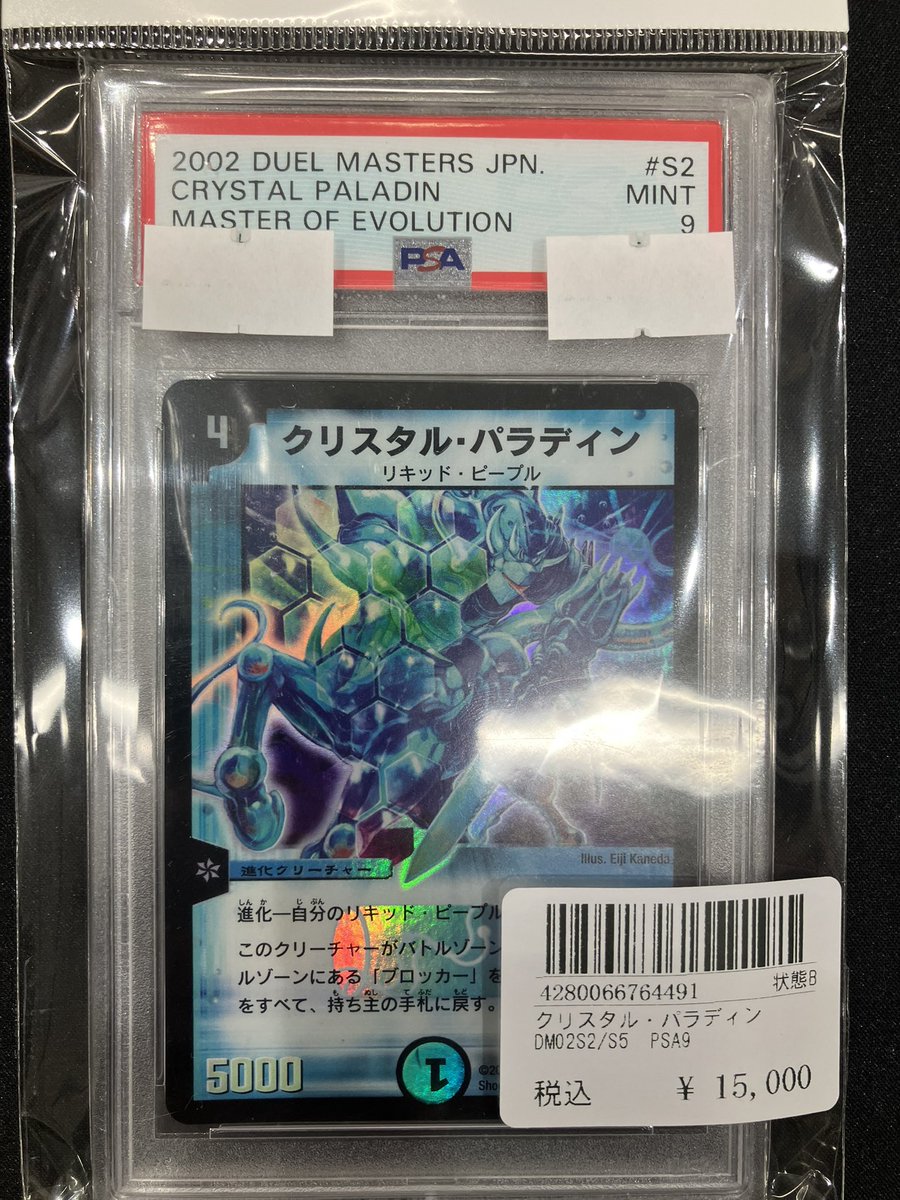 2002 DUEL MASTERS JPN. #S2
CRYSTAL PALADIN MINT
MASTER OF EVOLUTION 9
PSA
4 クリスタル・パラディン
リキッド・ピープル
Illus. Eiji Kaneda
進化クリーチャー
進化―自分のリキッド・ピープル
このクリーチャーがバトルゾーン
ルゾーンにある「ブロッカー」を
をすべて、持ち主の手札に戻す。
5000
1
4280066764491 状態B
クリスタル・パラディン
DM02S2/S5 PSA9
税込 ¥ 15,000